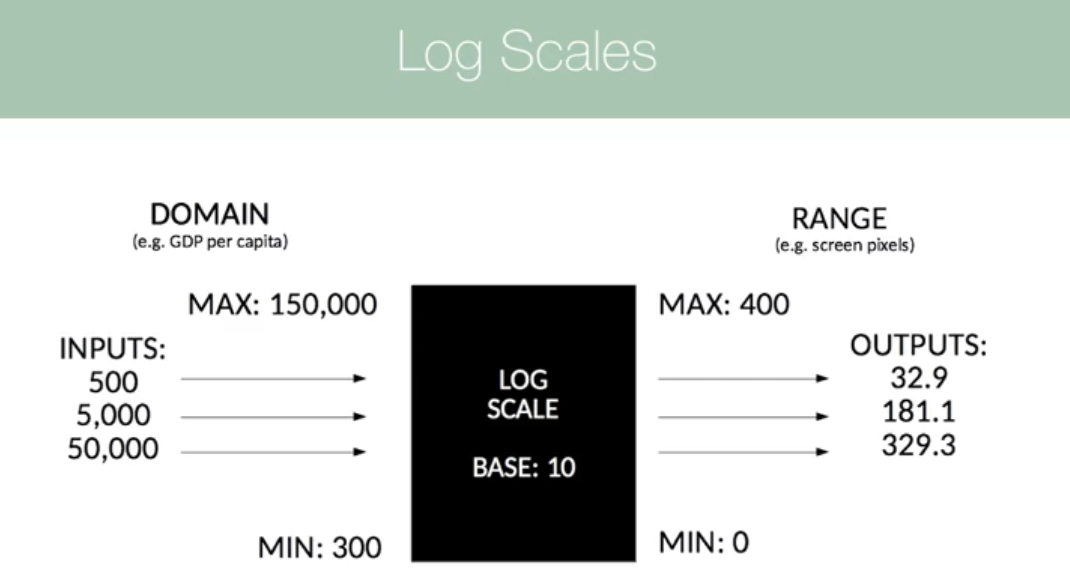 Log Scales
DOMAIN
(e.g. GDP per capita)
RANGE
(e.g. screen pixels)
MAX: 150,000
MAX: 400
INPUTS:
500
5,000
50,000
LOG
SCALE
BASE: 10
OUTPUTS:
32.9
181.1
329.3
MIN: 300
MIN: 0